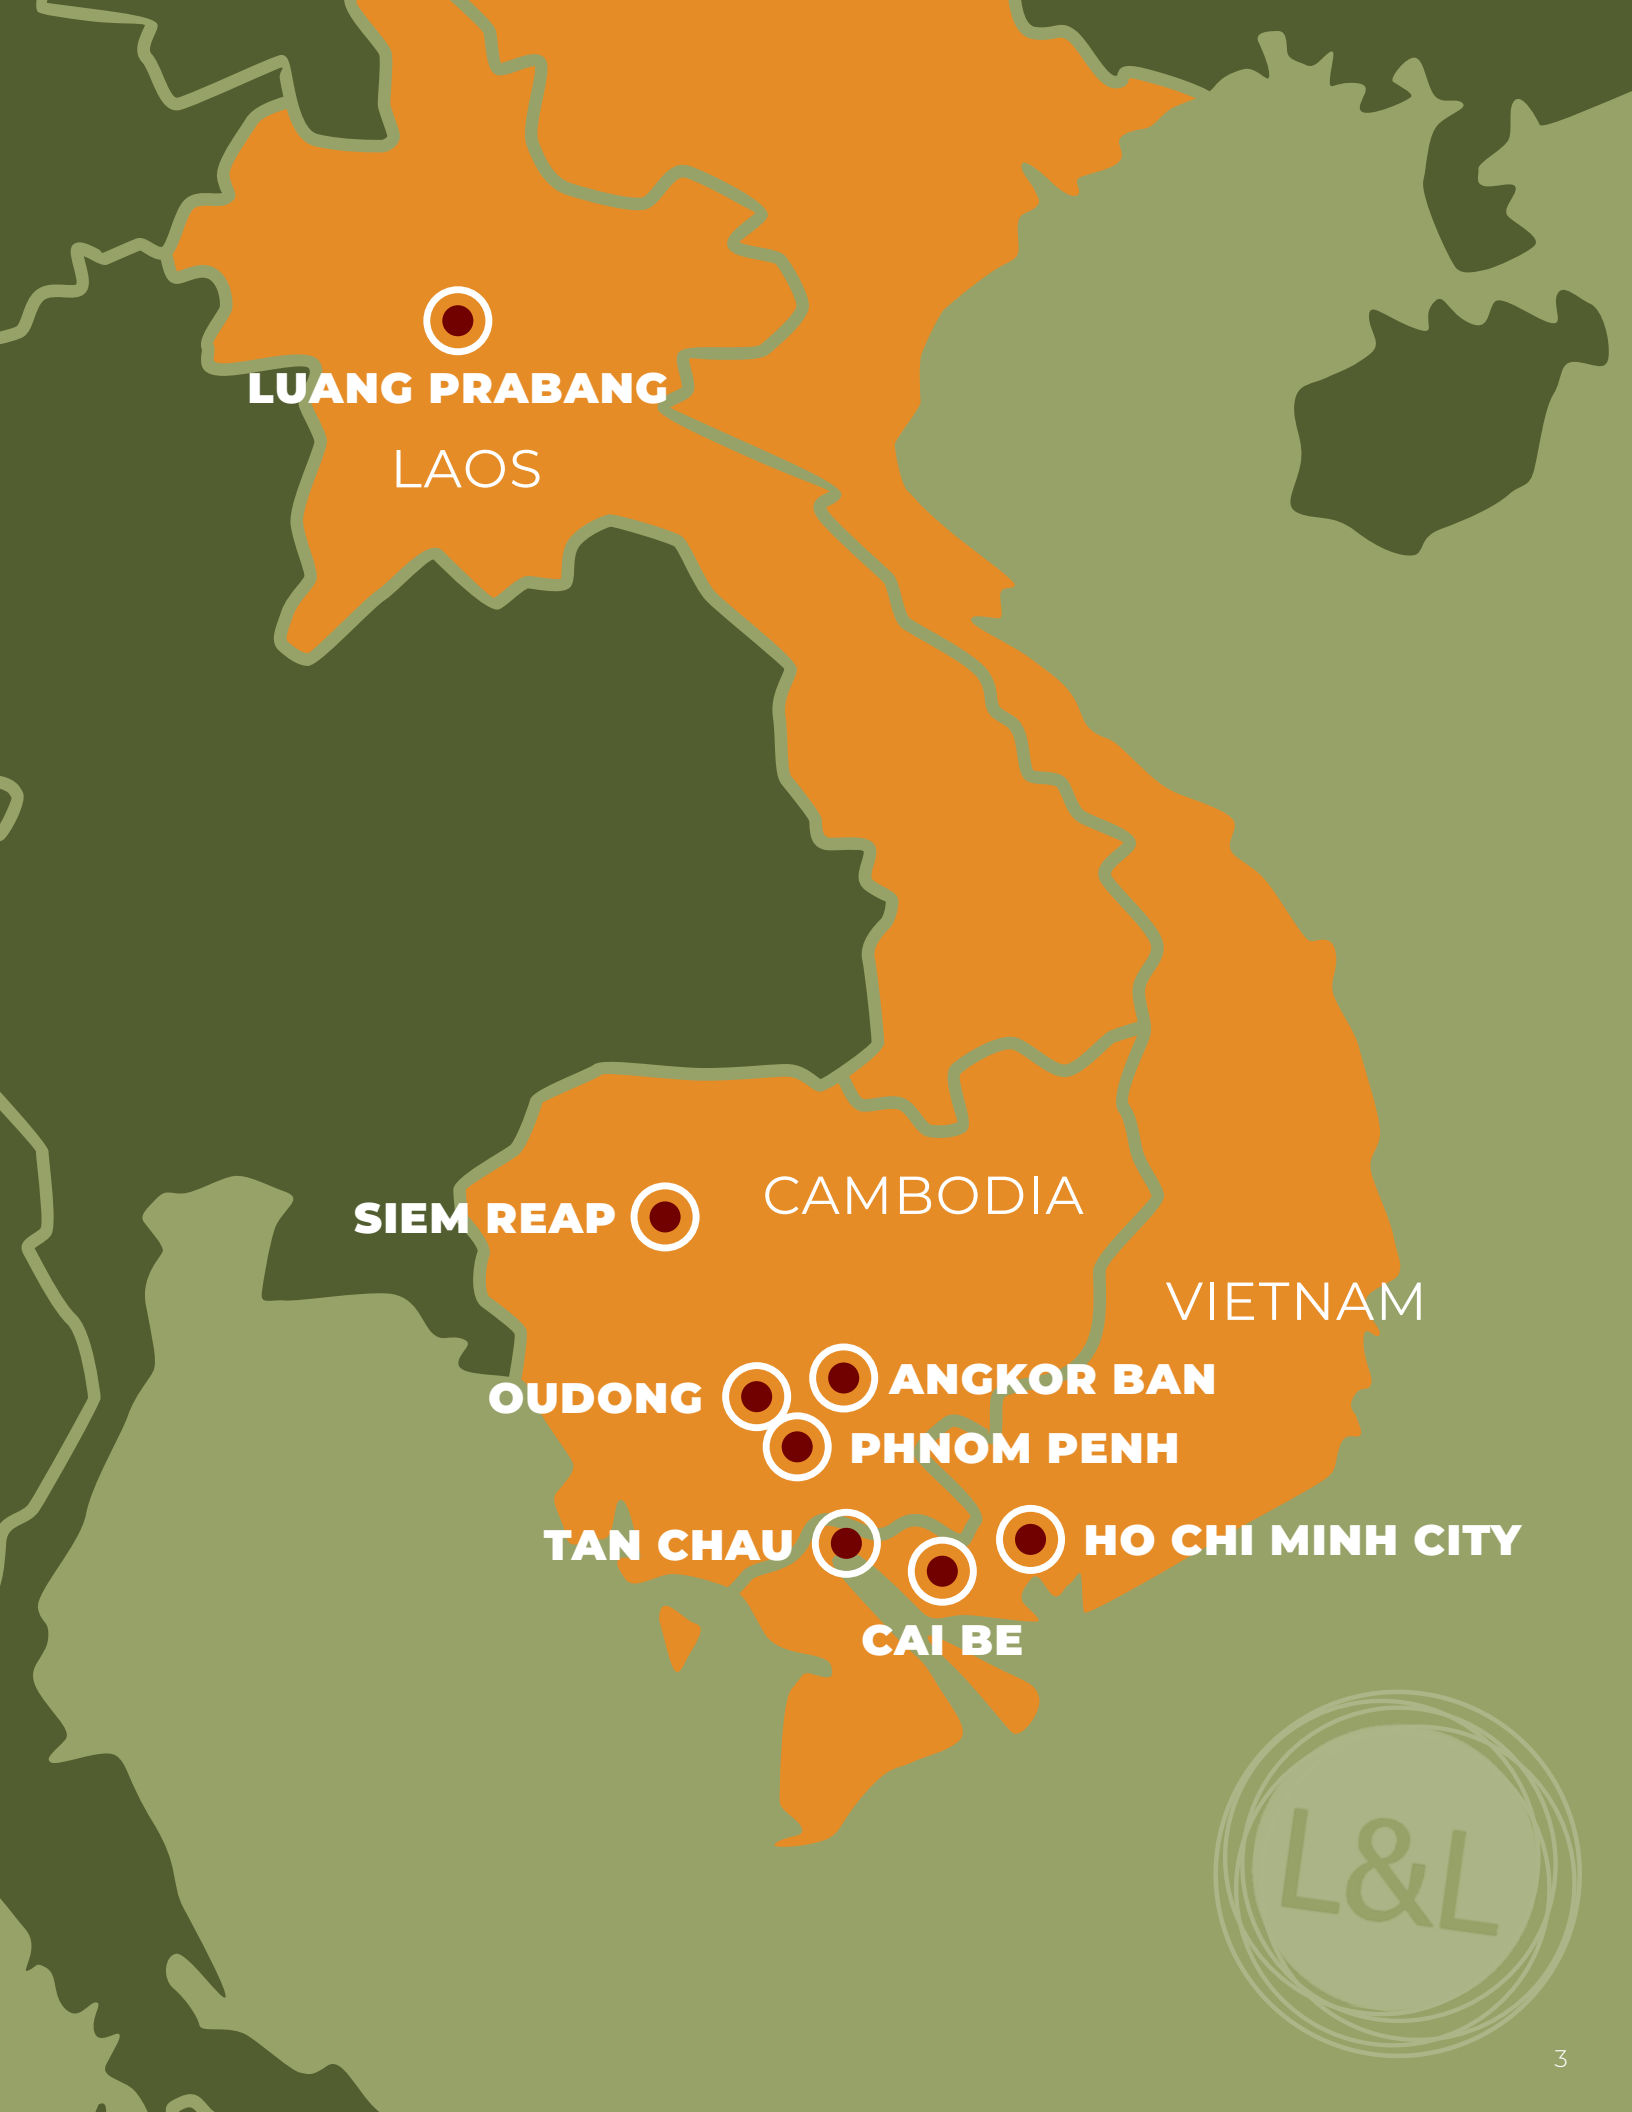 LUANG PRABANG
LAOS
SIEM REAP
CAMBODIA
VIETNAM
OUDONG
ANGKOR BAN
PHNOM PENH
TAN CHAU
HO CHI MINH CITY
CAI BE
L&L
3